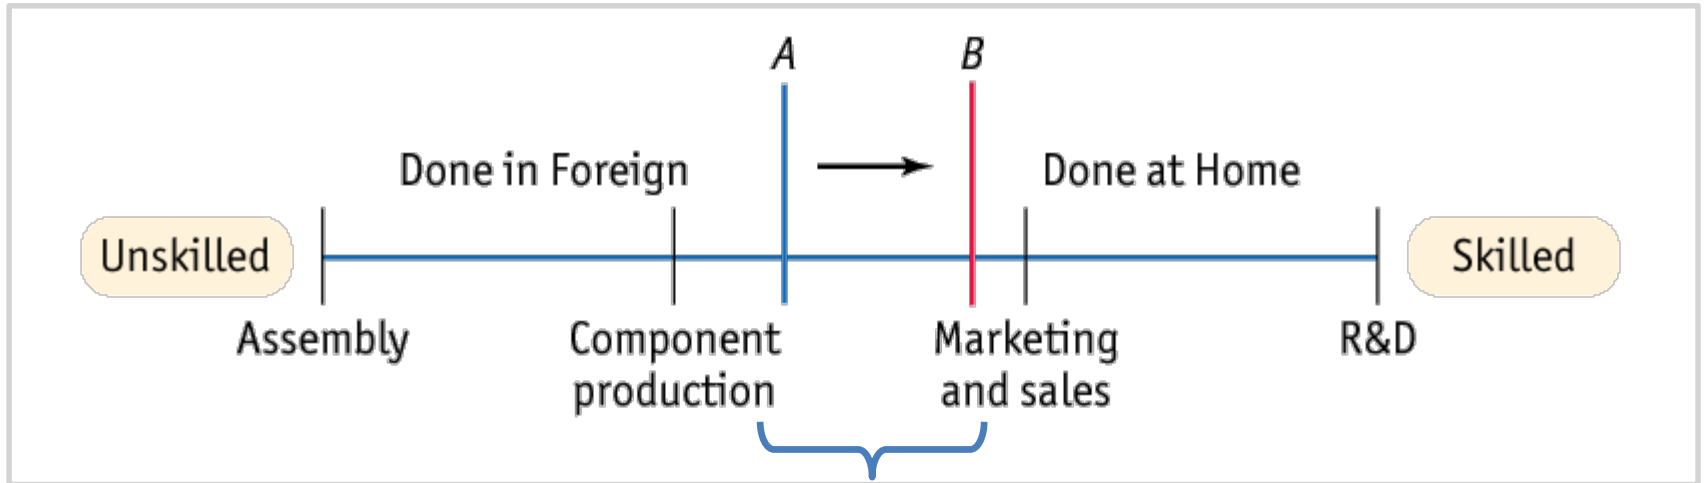 A
B
Done in Foreign
Done at Home
Unskilled
Skilled
Assembly
Component
production
Marketing
and sales
R&D